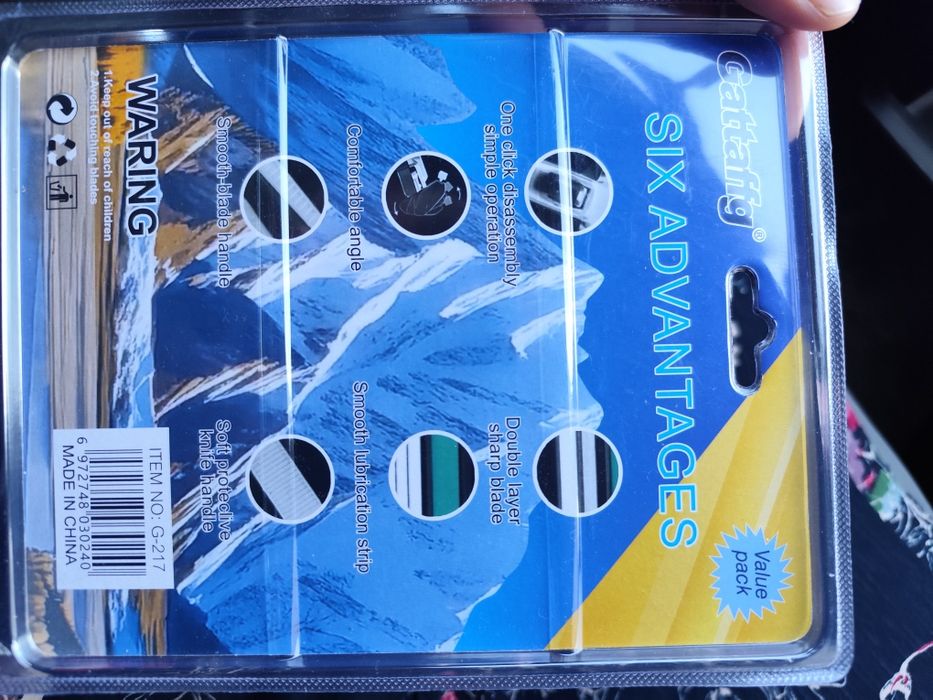 Gattaffg®
SIX ADVANTAGES
Value
pack
One click disassembly
simple operation
Double layer
sharp blade
Comfortable angle
Smooth lubrication strip
Smooth-blade handle
Soft protective
knife handle
WARING
1.Keep out of reach of children
2.Avoid touching blades
ITEM NO: G-217
6 972748 030240
MADE IN CHINA